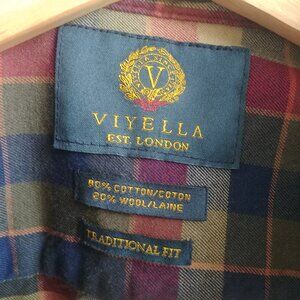 V
VIYELLA
EST. LONDON
80% COTTON/COTON
20% WOOL/LAINE
TRADITIONAL FIT